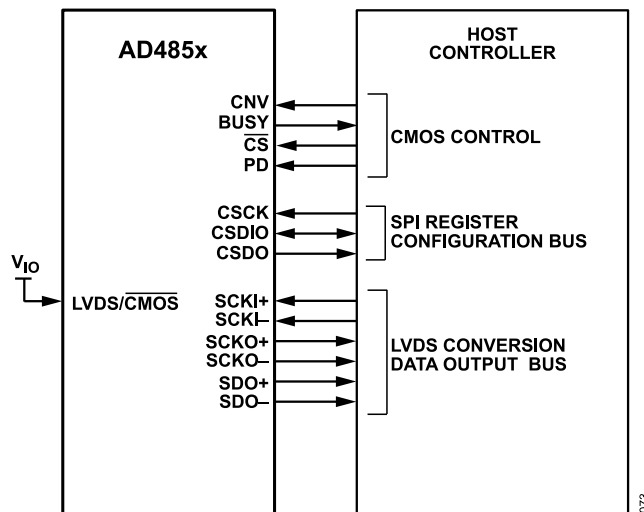 AD485x
HOST
CONTROLLER
CNV
BUSY
CS
PD
CMOS CONTROL
CSCK
CSDIO
CSDO
SPI REGISTER
CONFIGURATION BUS
VIO
LVDS/CMOS
SCKI+
SCKI–
SCKO+
SCKO–
SDO+
SDO–
LVDS CONVERSION
DATA OUTPUT BUS